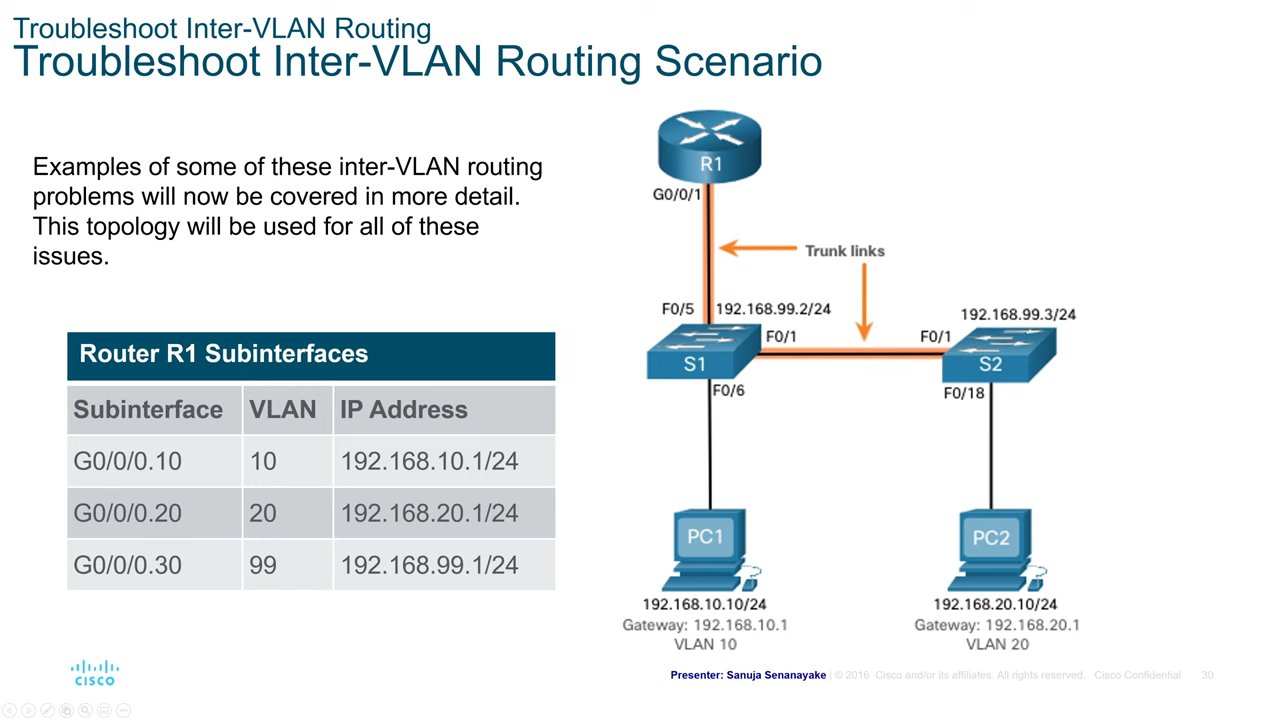 Troubleshoot Inter-VLAN Routing
Troubleshoot Inter-VLAN Routing Scenario
Examples of some of these inter-VLAN routing
problems will now be covered in more detail.
This topology will be used for all of these
issues.
Router R1 Subinterfaces
Subinterface VLAN IP Address
G0/0/0.10 10 192.168.10.1/24
G0/0/0.20 20 192.168.20.1/24
G0/0/0.30 99 192.168.99.1/24
R1
G0/0/1
Trunk links
F0/5 192.168.99.2/24
192.168.99.3/24
F0/1 F0/1
S1 S2
F0/6 F0/18
PC1 PC2
192.168.10.10/24 192.168.20.10/24
Gateway: 192.168.10.1 Gateway: 192.168.20.1
VLAN 10 VLAN 20
CISCO
Presenter: Sanuja Senanayake | © 2016 Cisco and/or its affiliates. All rights reserved. Cisco Confidential 30